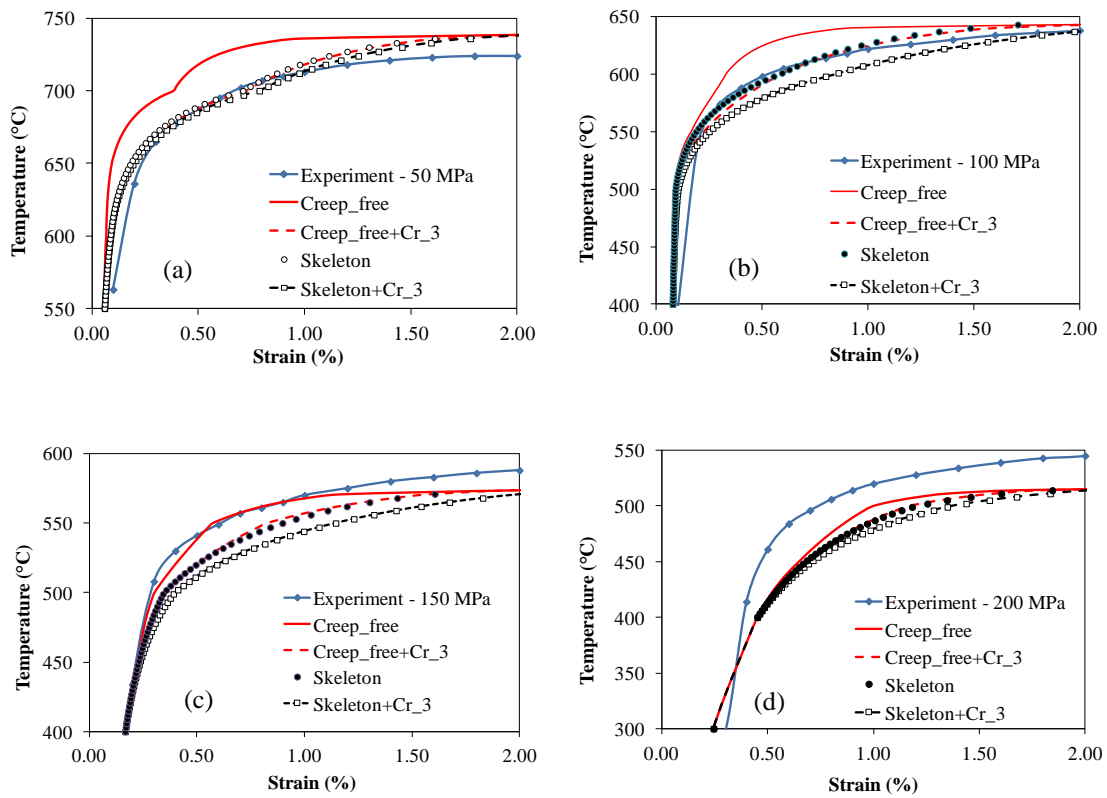 750
700
650
600
550
0.00 0.50 1.00 1.50 2.00
Temperature (°C)
Strain (%)
Experiment - 50 MPa
Creep_free
Creep_free+Cr_3
Skeleton
Skeleton+Cr_3
(a)
650
600
550
500
450
400
0.00 0.50 1.00 1.50 2.00
Temperature (°C)
Strain (%)
Experiment - 100 MPa
Creep_free
Creep_free+Cr_3
Skeleton
Skeleton+Cr_3
(b)
600
550
500
450
400
0.00 0.50 1.00 1.50 2.00
Temperature (°C)
Strain (%)
Experiment - 150 MPa
Creep_free
Creep_free+Cr_3
Skeleton
Skeleton+Cr_3
(c)
550
500
450
400
350
300
0.00 0.50 1.00 1.50 2.00
Temperature (°C)
Strain (%)
Experiment - 200 MPa
Creep_free
Creep_free+Cr_3
Skeleton
Skeleton+Cr_3
(d)